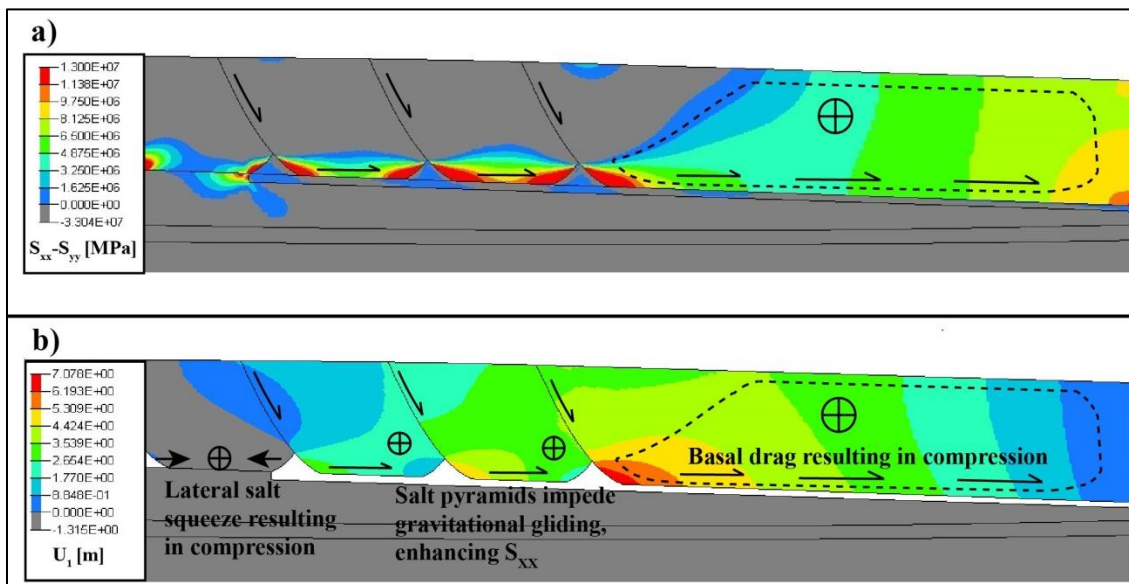 a)
1.300E+07
1.138E+07
9.750E+06
8.125E+06
6.500E+06
4.875E+06
3.250E+06
1.625E+06
0.000E+00
-3.304E+07
Sxx-Syy [MPa]
b)
7.078E+00
6.193E+00
5.309E+00
4.424E+00
3.539E+00
2.654E+00
1.770E+00
8.848E-01
0.000E+00
-1.315E+00
U1 [m]
Basal drag resulting in compression
Lateral salt
squeeze resulting
in compression
Salt pyramids impede
gravitational gliding,
enhancing SXX